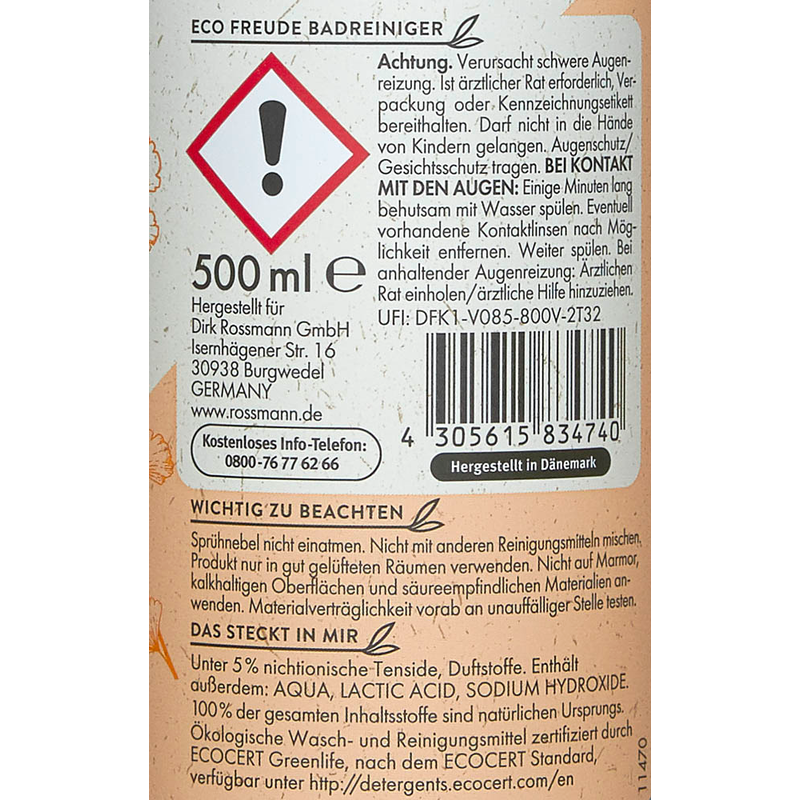 ECO FREUDE BADREINIGER
Achtung. Verursacht schwere Augen-
reizung. Ist ärztlicher Rat erforderlich, Ver-
packung oder Kennzeichnungsetikett
bereithalten. Darf nicht in die Hände
von Kindern gelangen. Augenschutz/
Gesichtsschutz tragen. BEI KONTAKT
MIT DEN AUGEN: Einige Minuten lang
behutsam mit Wasser spülen. Eventuell
vorhandene Kontaktlinsen nach Mög-
lichkeit entfernen. Weiter spülen. Bei
anhaltender Augenreizung: Ärztlichen
Rat einholen/ärztliche Hilfe hinzuziehen.
UFI: DFK1-V085-800V-2T32
500 ml ℮
Hergestellt für
Dirk Rossmann GmbH
Isernhägener Str. 16
30938 Burgwedel
GERMANY
www.rossmann.de
Kostenloses Info-Telefon:
0800-76 77 62 66
4 305615 834740
Hergestellt in Dänemark
WICHTIG ZU BEACHTEN
Sprühnebel nicht einatmen. Nicht mit anderen Reinigungsmitteln mischen.
Produkt nur in gut gelüfteten Räumen verwenden. Nicht auf Marmor,
kalkhaltigen Oberflächen und säureempfindlichen Materialien an-
wenden. Materialverträglichkeit vorab an unauffälliger Stelle testen.
DAS STECKT IN MIR
Unter 5% nichtionische Tenside, Duftstoffe. Enthält
außerdem: AQUA, LACTIC ACID, SODIUM HYDROXIDE.
100% der gesamten Inhaltsstoffe sind natürlichen Ursprungs.
Ökologische Wasch- und Reinigungsmittel zertifiziert durch
ECOCERT Greenlife, nach dem ECOCERT Standard,
verfügbar unter http://detergents.ecocert.com/en
11470